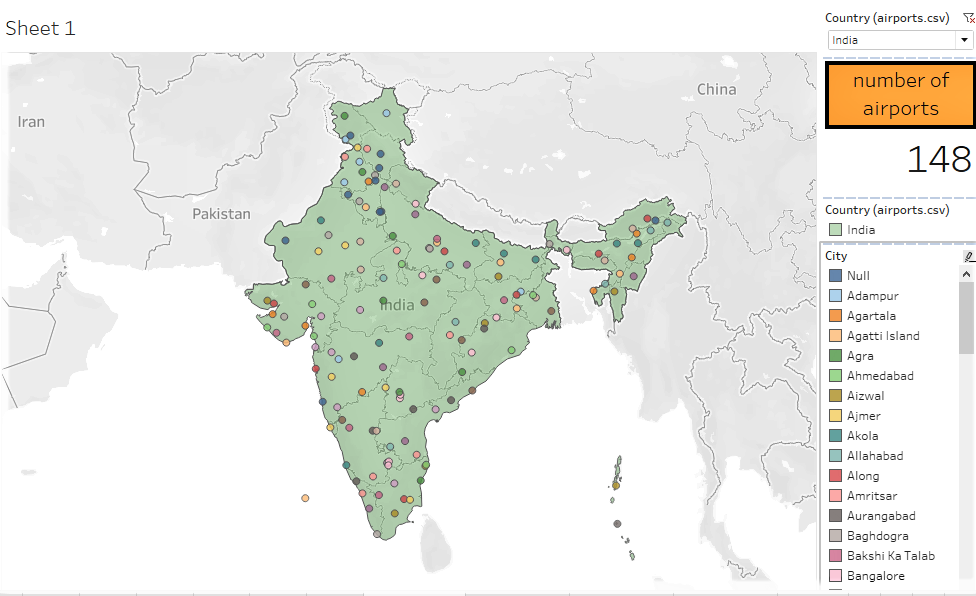 Sheet 1
Iran
Pakistan
China
India
Country (airports.csv)
India
number of
airports
148
Country (airports.csv)
India
City
Null
Adampur
Agartala
Agatti Island
Agra
Ahmedabad
Aizwal
Ajmer
Akola
Allahabad
Along
Amritsar
Aurangabad
Baghdogra
Bakshi Ka Talab
Bangalore